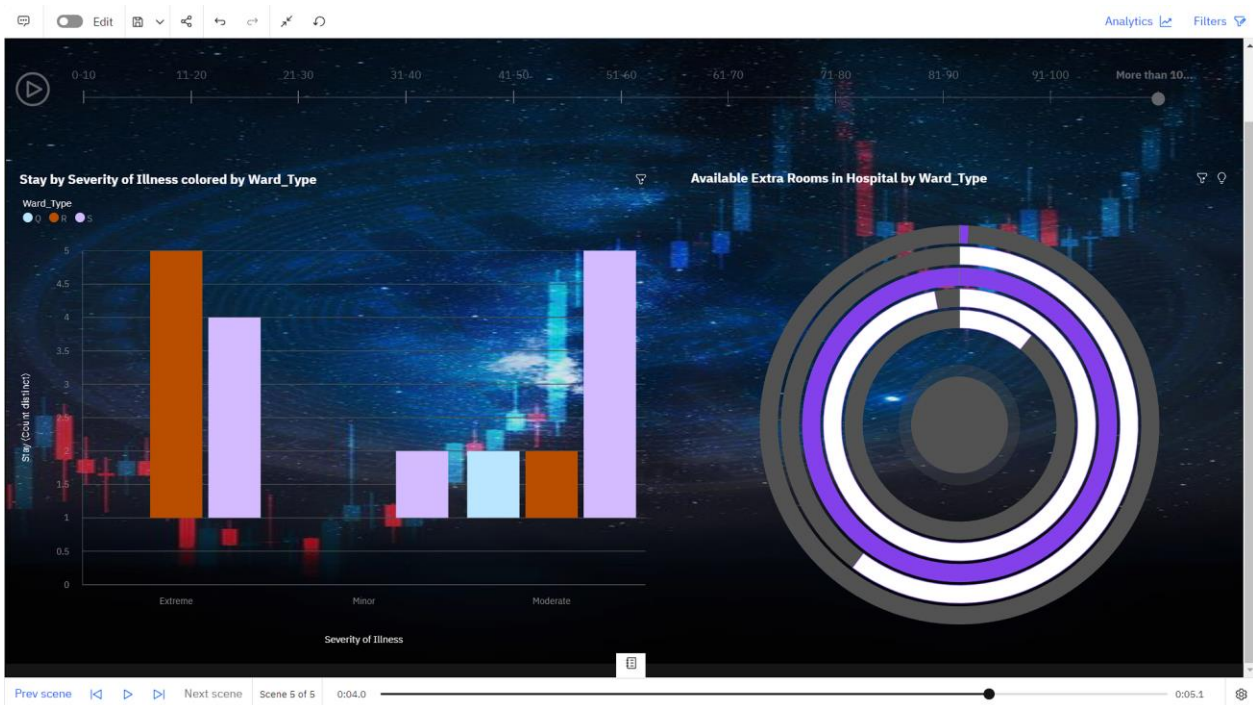 Edit
Analytics
Filters
0-10 11-20 21-30 31-40 41-50 51-60 61-70 71-80 81-90 91-100 More than 10...
Stay by Severity of Illness colored by Ward_Type
Ward_Type
Q R S
5
4.5
4
3.5
3
2.5
2
1.5
1
0.5
0
Stay (Count distinct)
Extreme Minor Moderate
Severity of Illness
Available Extra Rooms in Hospital by Ward_Type
Prev scene Next scene Scene 5 of 5 0:04.0 0:05.1